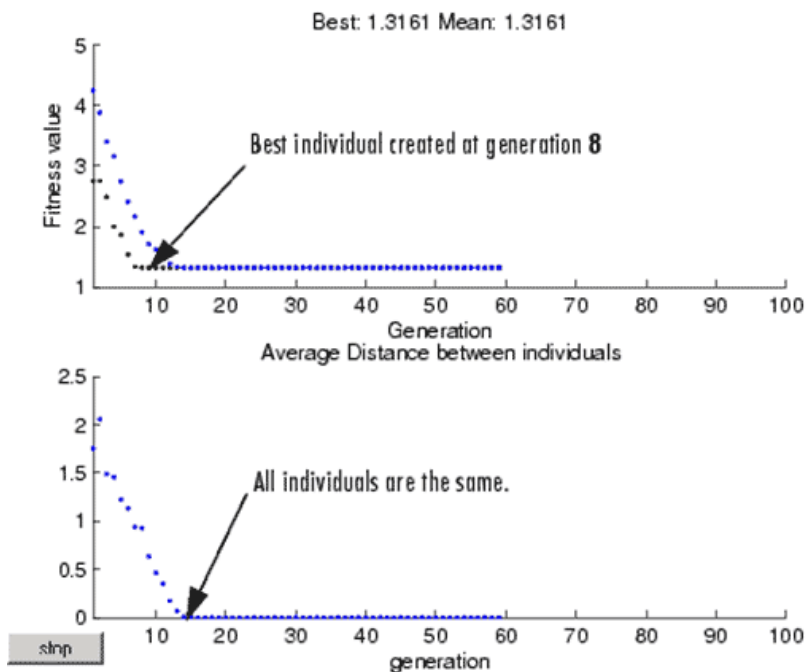 Best: 1.3161 Mean: 1.3161
5
4
3
2
1
Fitness value
Best individual created at generation 8
10 20 30 40 50 60 70 80 90 100
Generation
Average Distance between individuals
2.5
2
1.5
1
0.5
0
All individuals are the same.
10 20 30 40 50 60 70 80 90 100
generation
stop